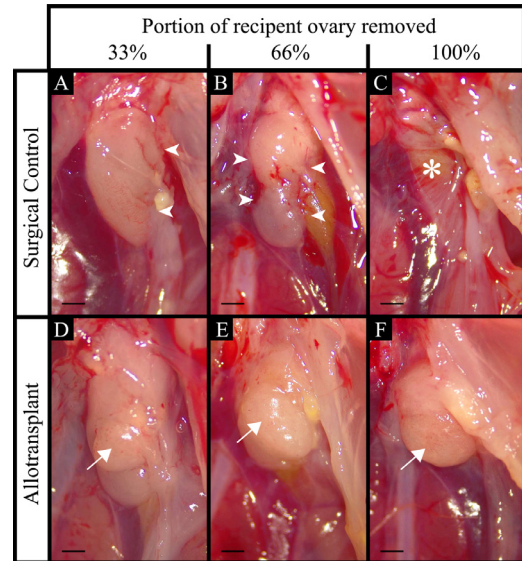 Portion of recipent ovary removed
33% 66% 100%
Surgical Control
A B C
*
Allotransplant
D E F